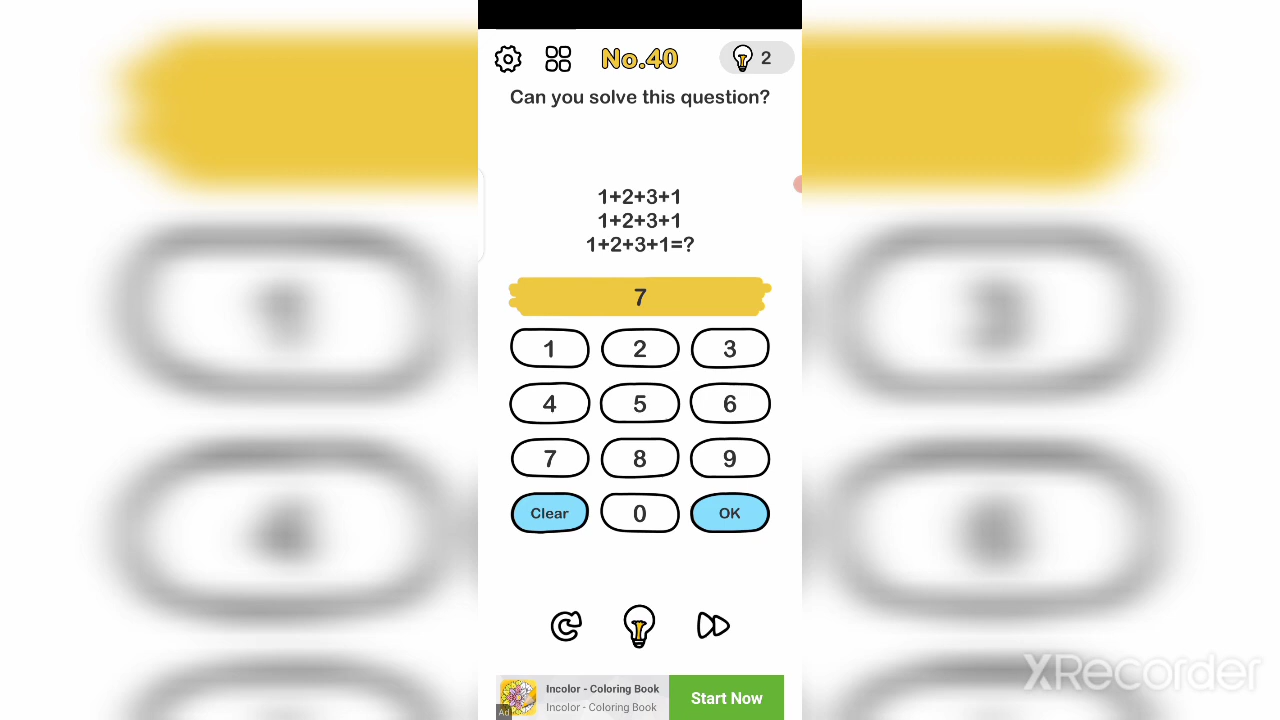 No.40
2
Can you solve this question?
1+2+3+1
1+2+3+1
1+2+3+1=?
7
1 2 3
4 5 6
7 8 9
Clear 0 OK
Incolor - Coloring Book
Incolor - Coloring Book
Ad
Start Now
XRecorder